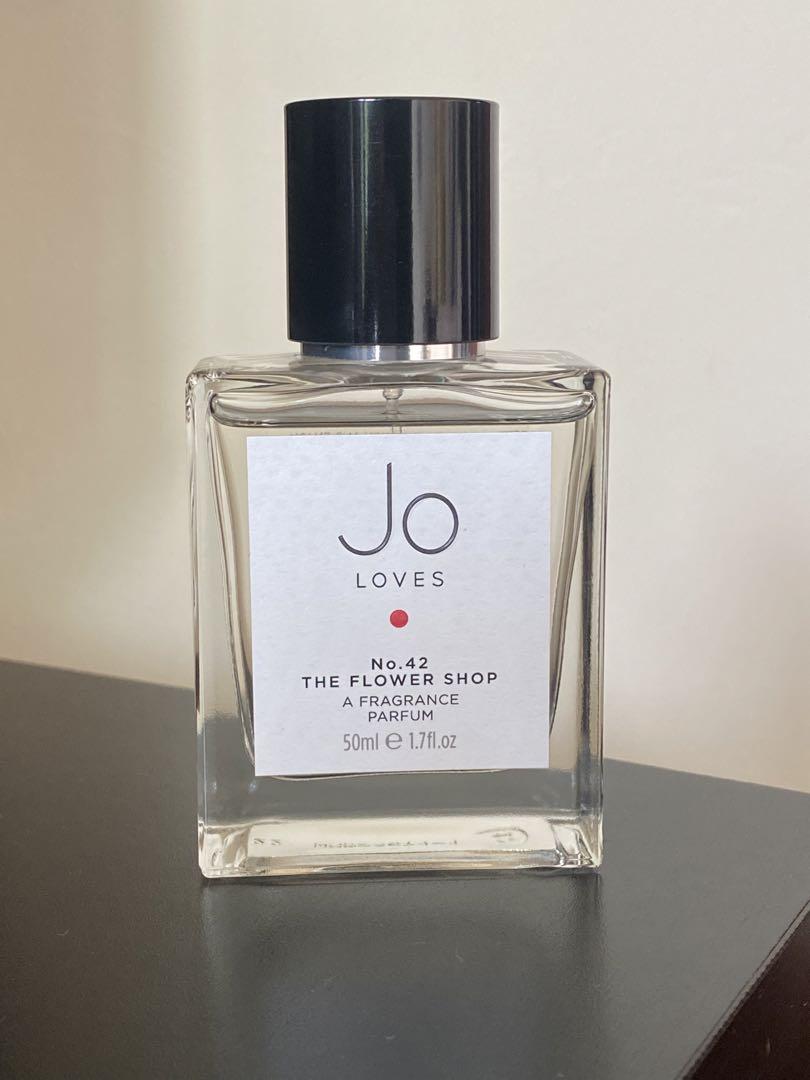 Jo
LOVES
No.42
THE FLOWER SHOP
A FRAGRANCE
PARFUM
50ml ℮ 1.7fl.oz